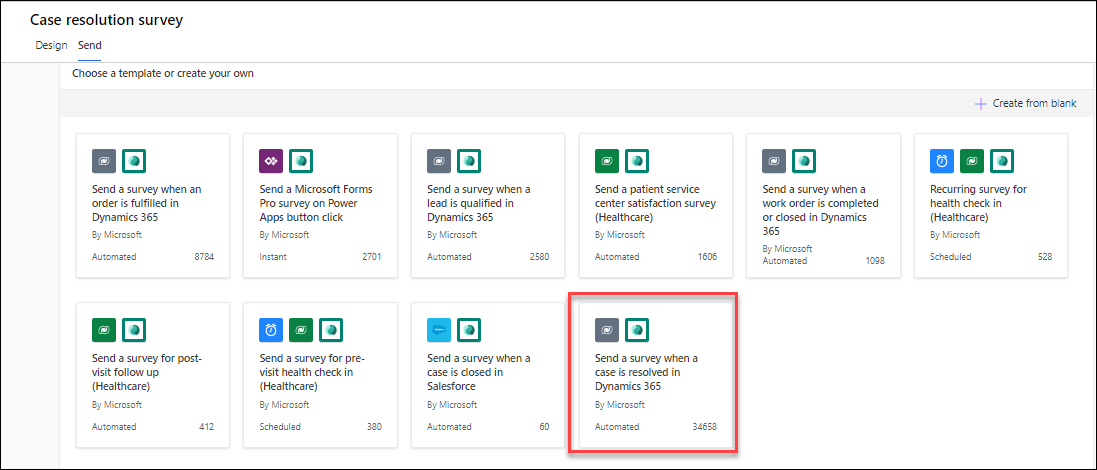 Case resolution survey
Design Send
Choose a template or create your own
Create from blank
Send a survey when an
order is fulfilled in
Dynamics 365
By Microsoft
Automated 8784
Send a Microsoft Forms
Pro survey on Power
Apps button click
By Microsoft
Instant 2701
Send a survey when a
lead is qualified in
Dynamics 365
By Microsoft
Automated 2580
Send a patient service
center satisfaction survey
(Healthcare)
By Microsoft
Automated 1606
Send a survey when a
work order is completed
or closed in Dynamics
365
By Microsoft
Automated 1098
Recurring survey for
health check in
(Healthcare)
By Microsoft
Scheduled 528
Send a survey for post-
visit follow up
(Healthcare)
By Microsoft
Automated 412
Send a survey for pre-
visit health check in
(Healthcare)
By Microsoft
Scheduled 380
Send a survey when a
case is closed in
Salesforce
By Microsoft
Automated 60
Send a survey when a
case is resolved in
Dynamics 365
By Microsoft
Automated 34658